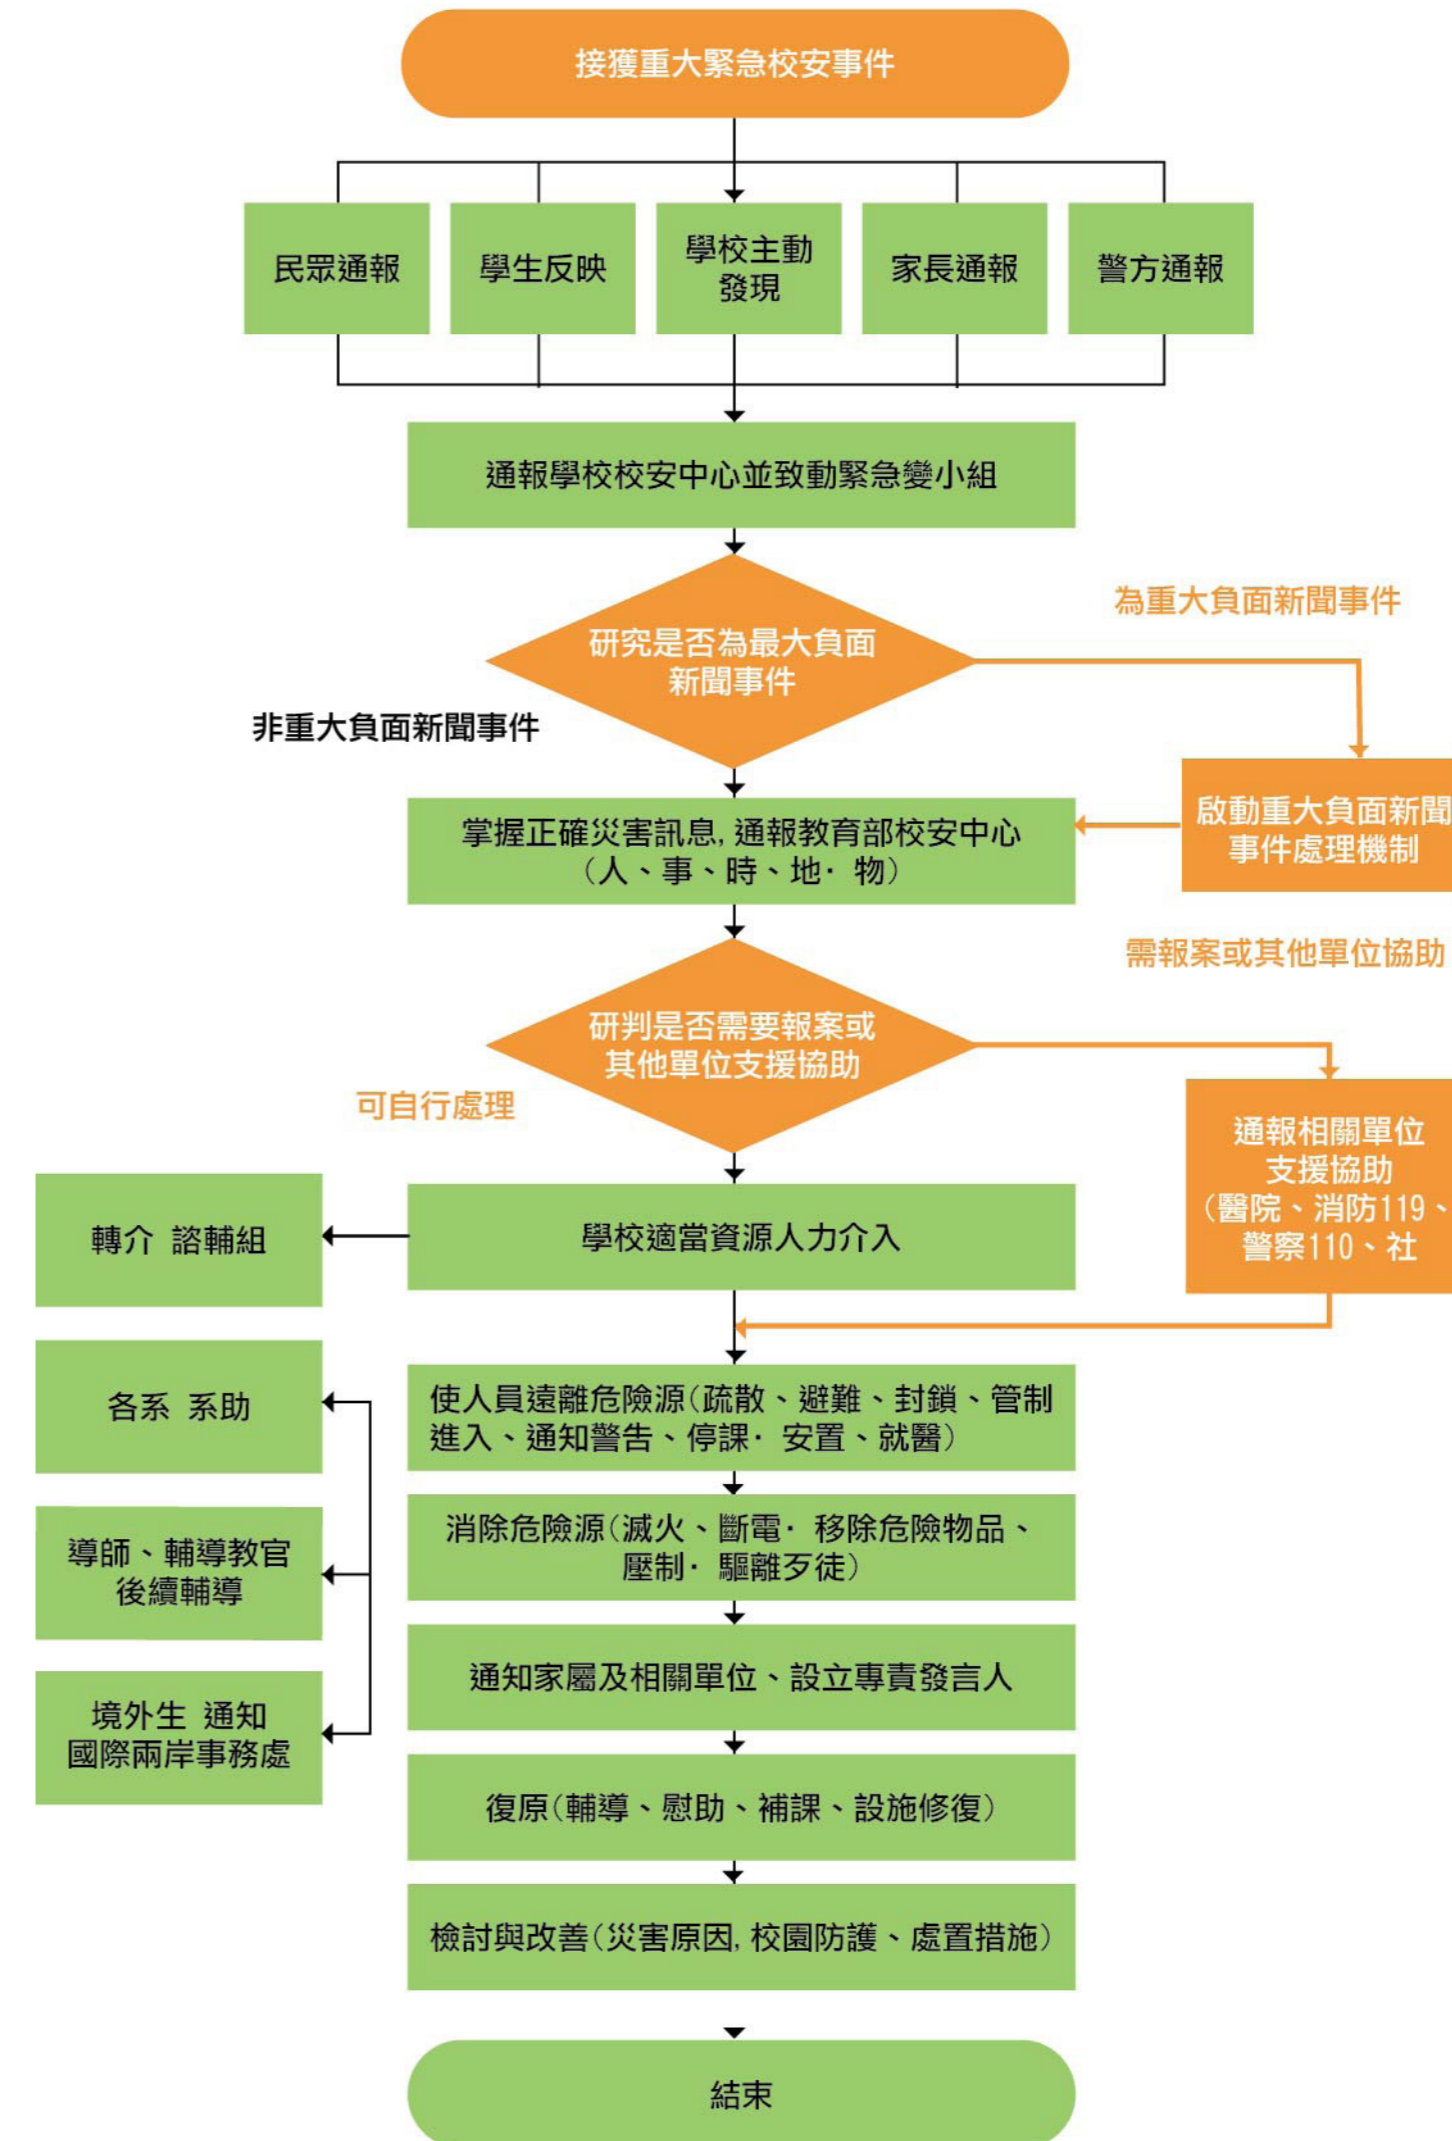 接獲重大緊急校安事件
民眾通報
學生反映
學校主動
發現
家長通報
警方通報
通報學校校安中心並致動緊急變小組
研究是否為最大負面
新聞事件
為重大負面新聞事件
非重大負面新聞事件
啟動重大負面新聞
事件處理機制
掌握正確災害訊息, 通報教育部校安中心
(人、事、時、地· 物)
需報案或其他單位協助
研判是否需要報案或
其他單位支援協助
可自行處理
通報相關單位
支援協助
(醫院、消防119、
警察110、社
學校適當資源人力介入
轉介 諮輔組
各系 系助
導師、輔導教官
後續輔導
境外生 通知
國際兩岸事務處
使人員遠離危險源(疏散、避難、封鎖、管制
進入、通知警告、停課· 安置、就醫)
消除危險源(滅火、斷電· 移除危險物品、
壓制· 驅離歹徒)
通知家屬及相關單位、設立專責發言人
復原(輔導、慰助、補課、設施修復)
檢討與改善(災害原因, 校園防護、處置措施)
結束